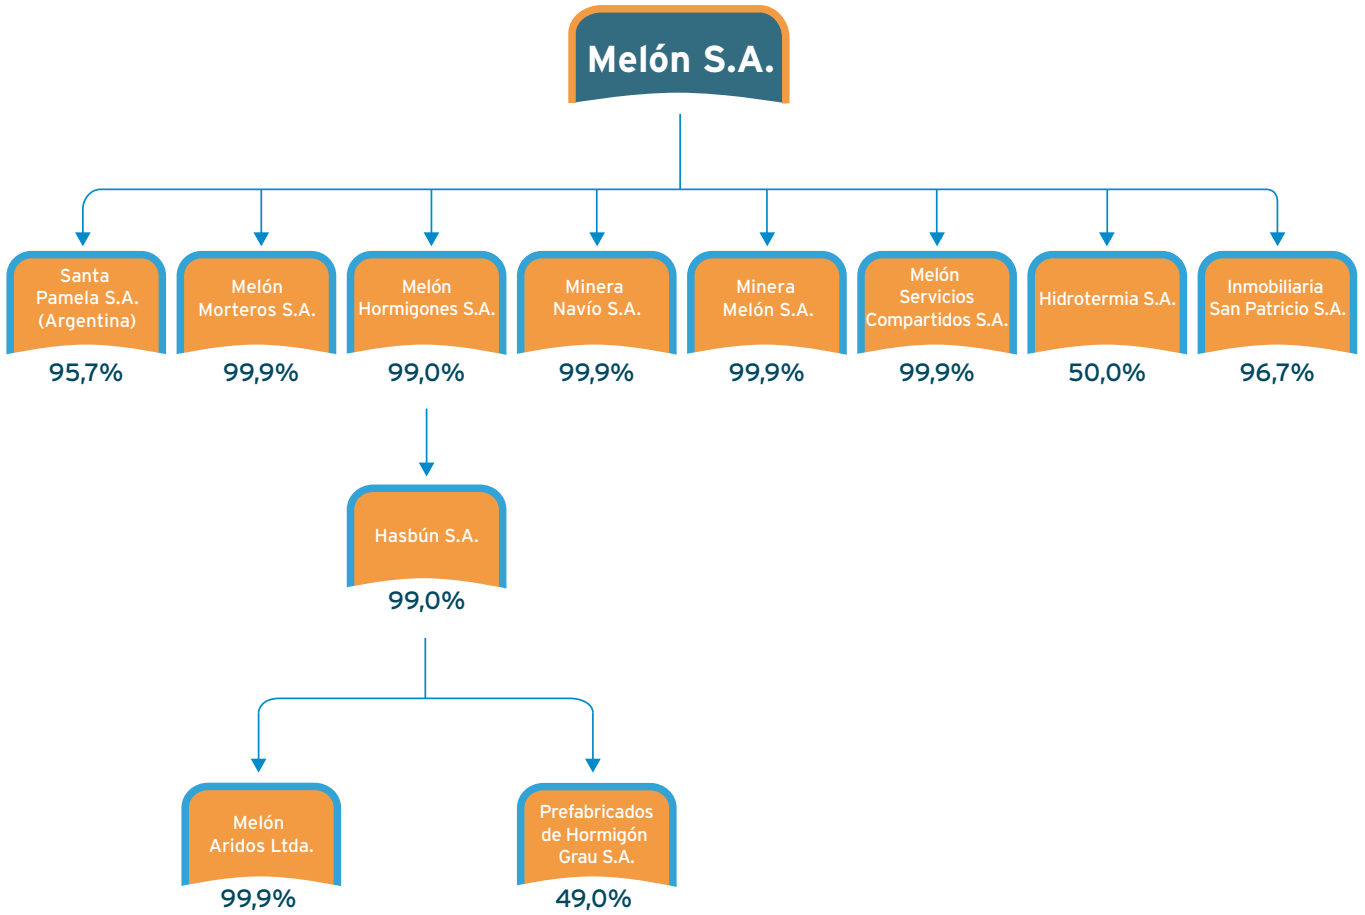 Melón S.A.
Santa
Pamela S.A.
(Argentina)
95,7%
Melón
Morteros S.A.
99,9%
Melón
Hormigones S.A.
99,0%
Minera
Navío S.A.
99,9%
Minera
Melón S.A.
99,9%
Melón
Servicios
Compartidos S.A.
99,9%
Hidrotermia S.A.
50,0%
Inmobiliaria
San Patricio S.A.
96,7%
Hasbún S.A.
99,0%
Melón
Aridos Ltda.
99,9%
Prefabricados
de Hormigón
Grau S.A.
49,0%